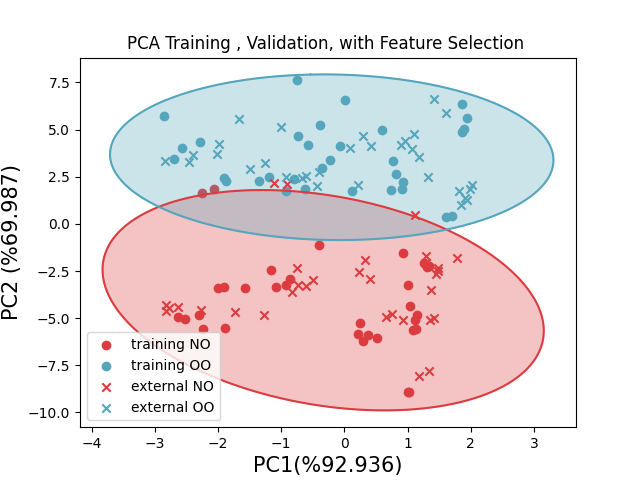 PCA Training , Validation, with Feature Selection
PC2 (%69.987)
7.5
5.0
2.5
0.0
−2.5
−5.0
−7.5
−10.0
training NO
training OO
external NO
external OO
−4 −3 −2 −1 0 1 2 3
PC1(%92.936)